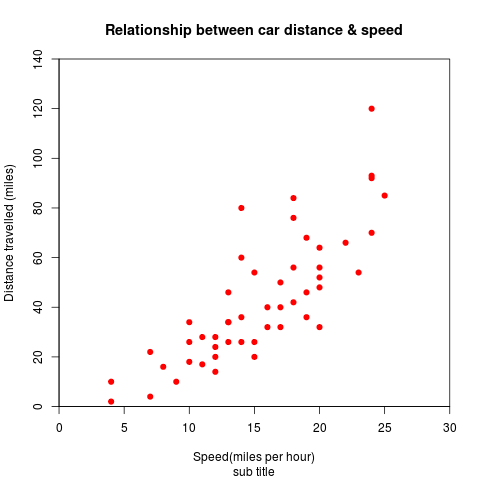 Relationship between car distance & speed
140
120
100
80
60
40
20
0
Distance travelled (miles)
0 5 10 15 20 25 30
Speed(miles per hour)
sub title